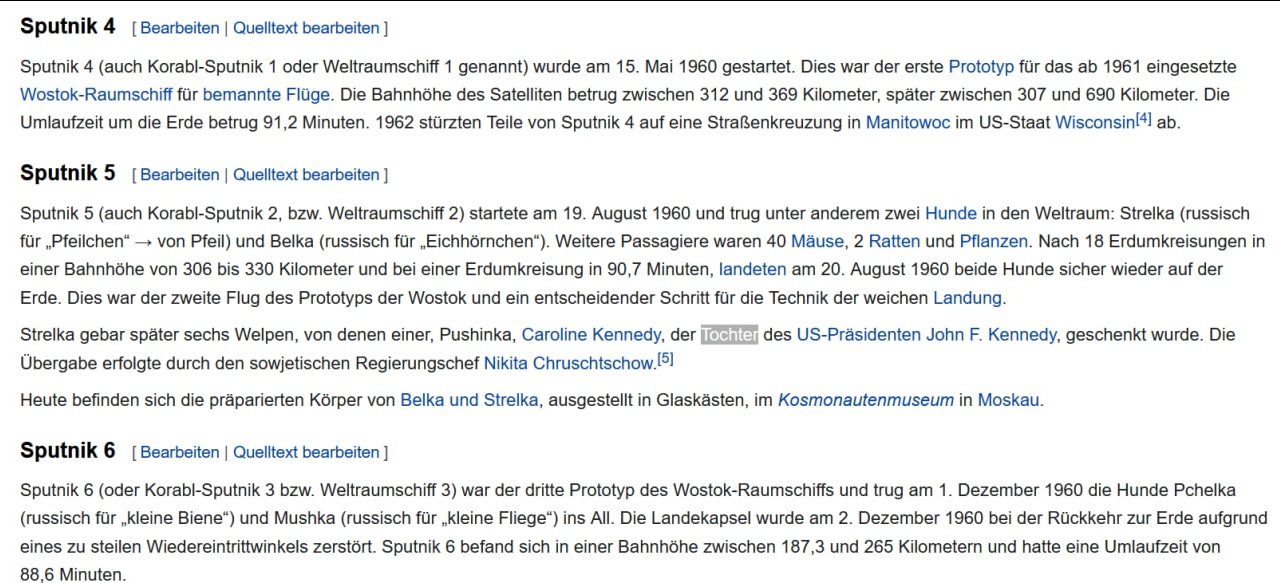 Sputnik 4 [ Bearbeiten | Quelltext bearbeiten ]
Sputnik 4 (auch Korabl-Sputnik 1 oder Weltraumschiff 1 genannt) wurde am 15. Mai 1960 gestartet. Dies war der erste Prototyp für das ab 1961 eingesetzte
Wostok-Raumschiff für bemannte Flüge. Die Bahnhöhe des Satelliten betrug zwischen 312 und 369 Kilometer, später zwischen 307 und 690 Kilometer. Die
Umlaufzeit um die Erde betrug 91,2 Minuten. 1962 stürzten Teile von Sputnik 4 auf eine Straßenkreuzung in Manitowoc im US-Staat Wisconsin[4] ab.
Sputnik 5 [ Bearbeiten | Quelltext bearbeiten ]
Sputnik 5 (auch Korabl-Sputnik 2, bzw. Weltraumschiff 2) startete am 19. August 1960 und trug unter anderem zwei Hunde in den Weltraum: Strelka (russisch
für „Pfeilchen“ → von Pfeil) und Belka (russisch für „Eichhörnchen“). Weitere Passagiere waren 40 Mäuse, 2 Ratten und Pflanzen. Nach 18 Erdumkreisungen in
einer Bahnhöhe von 306 bis 330 Kilometer und bei einer Erdumkreisung in 90,7 Minuten, landeten am 20. August 1960 beide Hunde sicher wieder auf der
Erde. Dies war der zweite Flug des Prototyps der Wostok und ein entscheidender Schritt für die Technik der weichen Landung.
Strelka gebar später sechs Welpen, von denen einer, Pushinka, Caroline Kennedy, der Tochter des US-Präsidenten John F. Kennedy, geschenkt wurde. Die
Übergabe erfolgte durch den sowjetischen Regierungschef Nikita Chruschtschow.[5]
Heute befinden sich die präparierten Körper von Belka und Strelka, ausgestellt in Glaskästen, im Kosmonautenmuseum in Moskau.
Sputnik 6 [ Bearbeiten | Quelltext bearbeiten ]
Sputnik 6 (oder Korabl-Sputnik 3 bzw. Weltraumschiff 3) war der dritte Prototyp des Wostok-Raumschiffs und trug am 1. Dezember 1960 die Hunde Pchelka
(russisch für „kleine Biene“) und Mushka (russisch für „kleine Fliege“) ins All. Die Landekapsel wurde am 2. Dezember 1960 bei der Rückkehr zur Erde aufgrund
eines zu steilen Wiedereintrittwinkels zerstört. Sputnik 6 befand sich in einer Bahnhöhe zwischen 187,3 und 265 Kilometern und hatte eine Umlaufzeit von
88,6 Minuten.